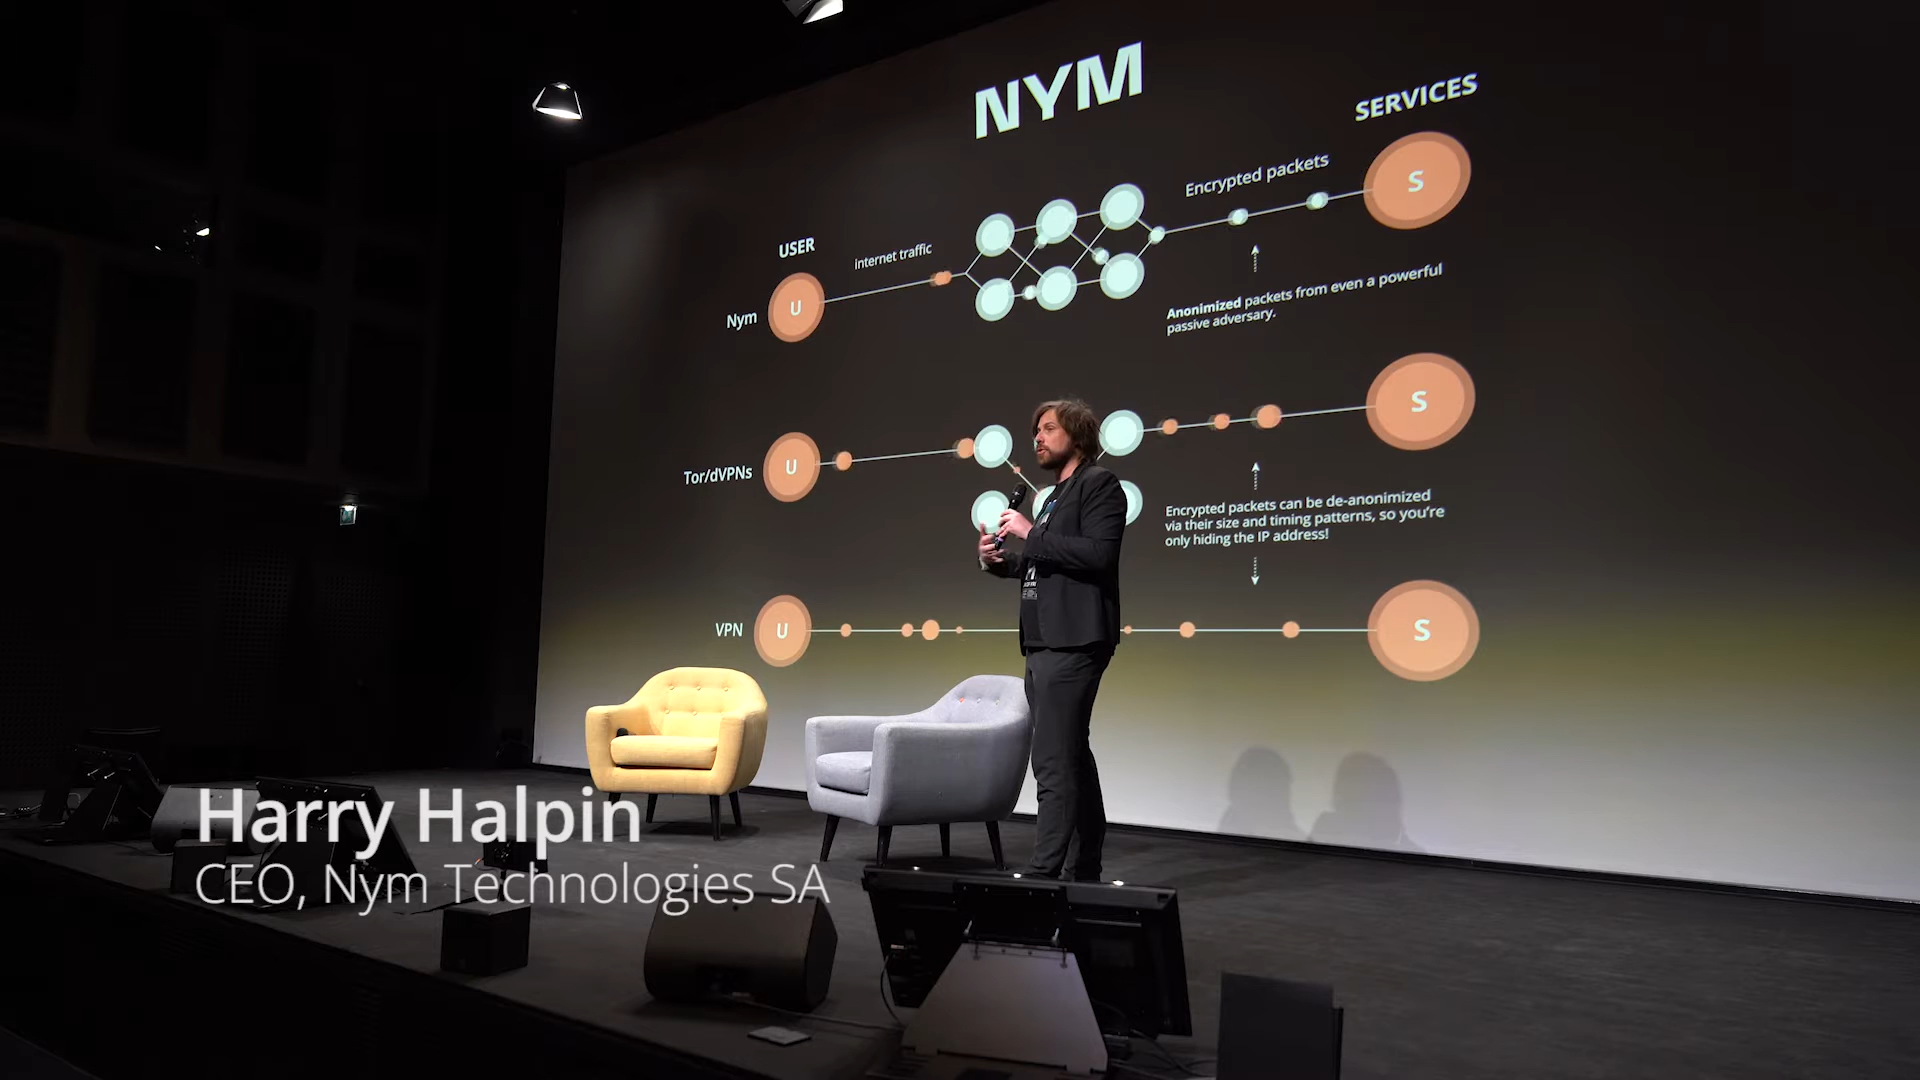 NYM
SERVICES
S
Encrypted packets
USER
internet traffic
U
Nym
Anonimized packets from even a powerful
passive adversary.
S
U
Tor/dVPNs
Encrypted packets can be de-anonimized
via their size and timing patterns, so you're
only hiding the IP address!
VPN
U
S
Harry Halpin
CEO, Nym Technologies SA